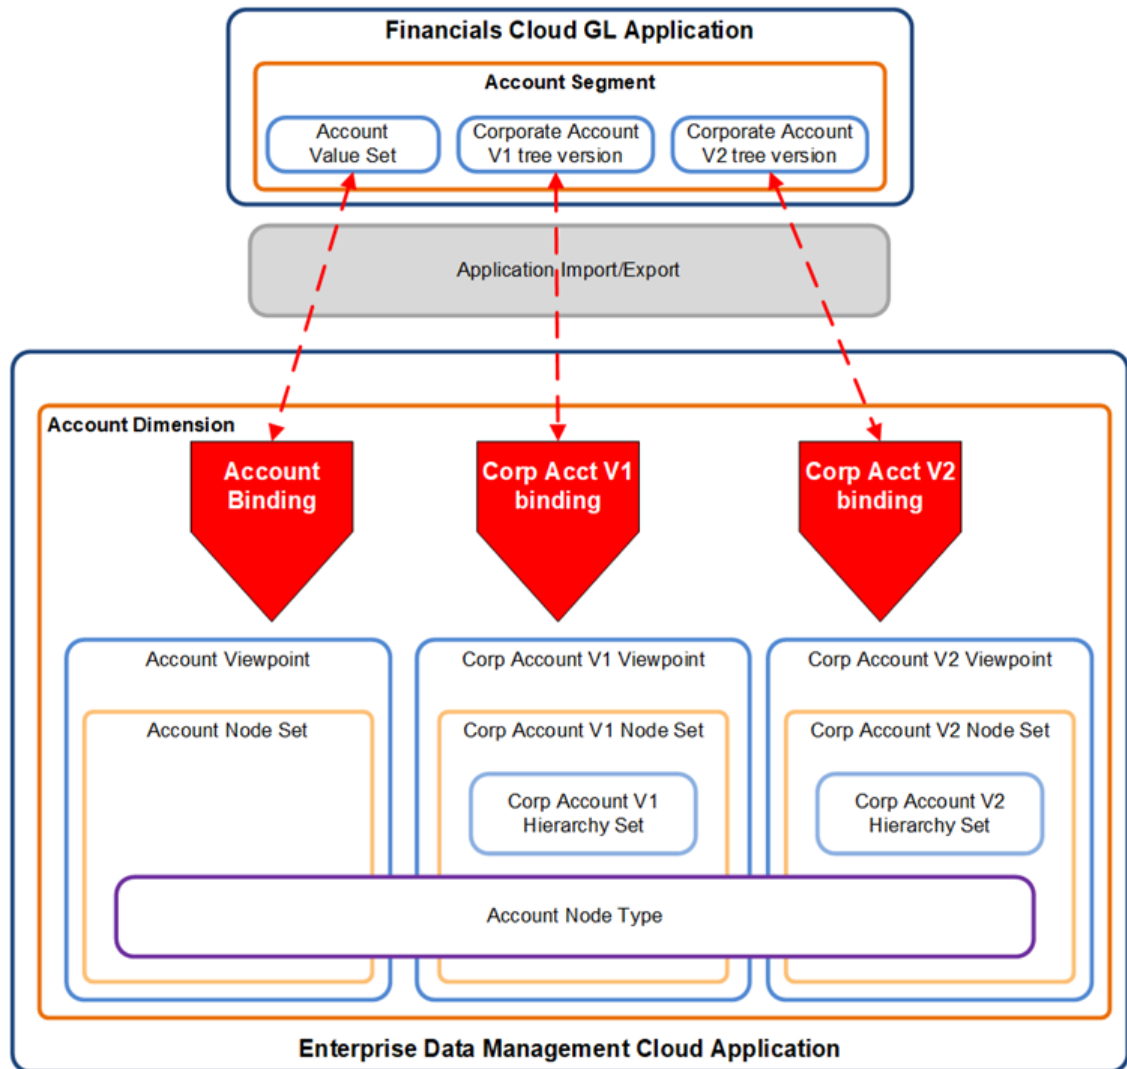 Financials Cloud GL Application
Account Segment
Account
Value Set
Corporate Account
V1 tree version
Corporate Account
V2 tree version
Application Import/Export
Account Dimension
Account
Binding
Corp Acct V1
binding
Corp Acct V2
binding
Account Viewpoint
Corp Account V1 Viewpoint
Corp Account V2 Viewpoint
Account Node Set
Corp Account V1 Node Set
Corp Account V2 Node Set
Corp Account V1
Hierarchy Set
Corp Account V2
Hierarchy Set
Account Node Type
Enterprise Data Management Cloud Application